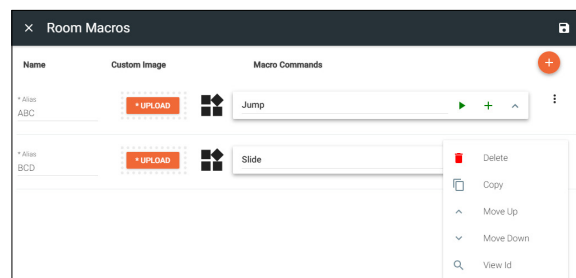 Room Macros
Name Custom Image Macro Commands
* Alias
ABC
* UPLOAD
Jump
* Alias
BCD
* UPLOAD
Slide
Delete
Copy
Move Up
Move Down
View Id